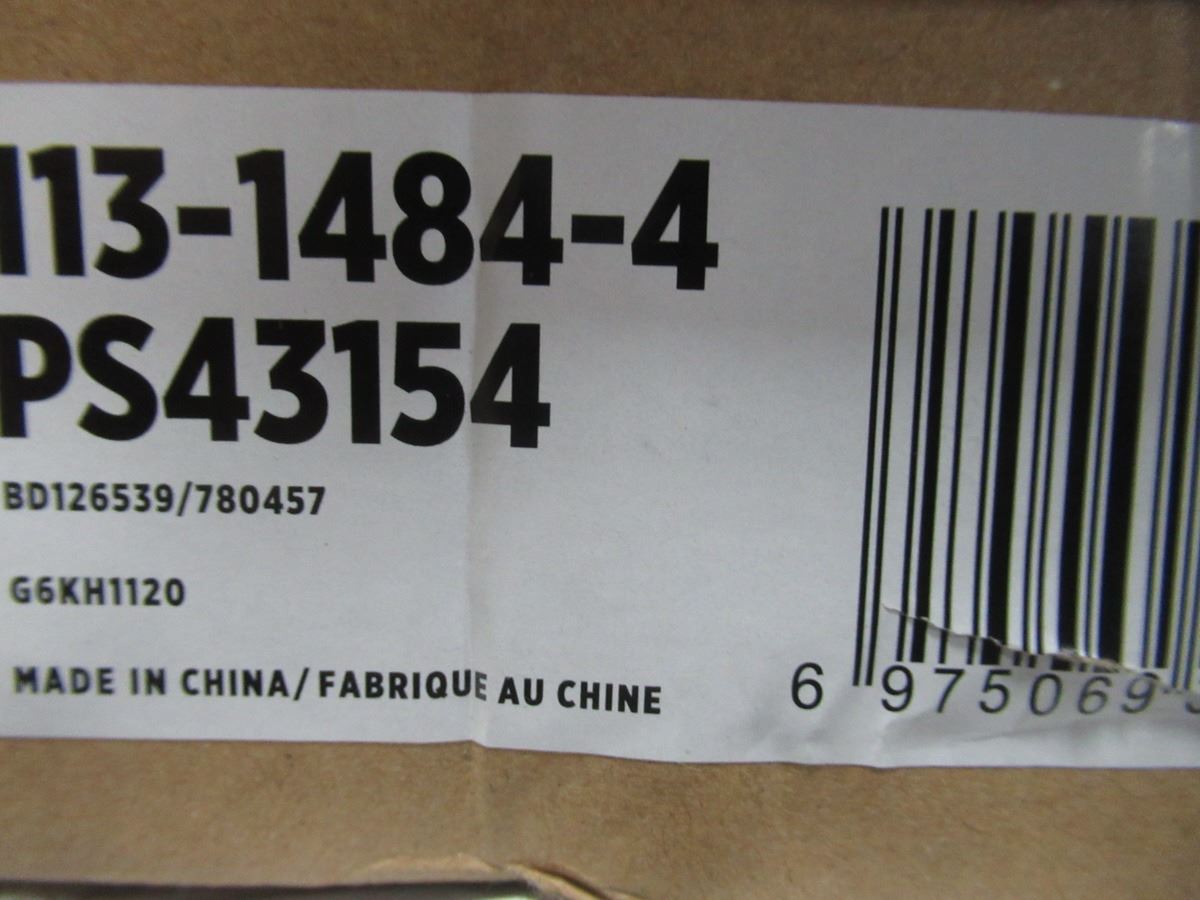 113-1484-4
PS43154
BD126539/780457
G6KH1120
MADE IN CHINA/FABRIQUE AU CHINE
6 975069